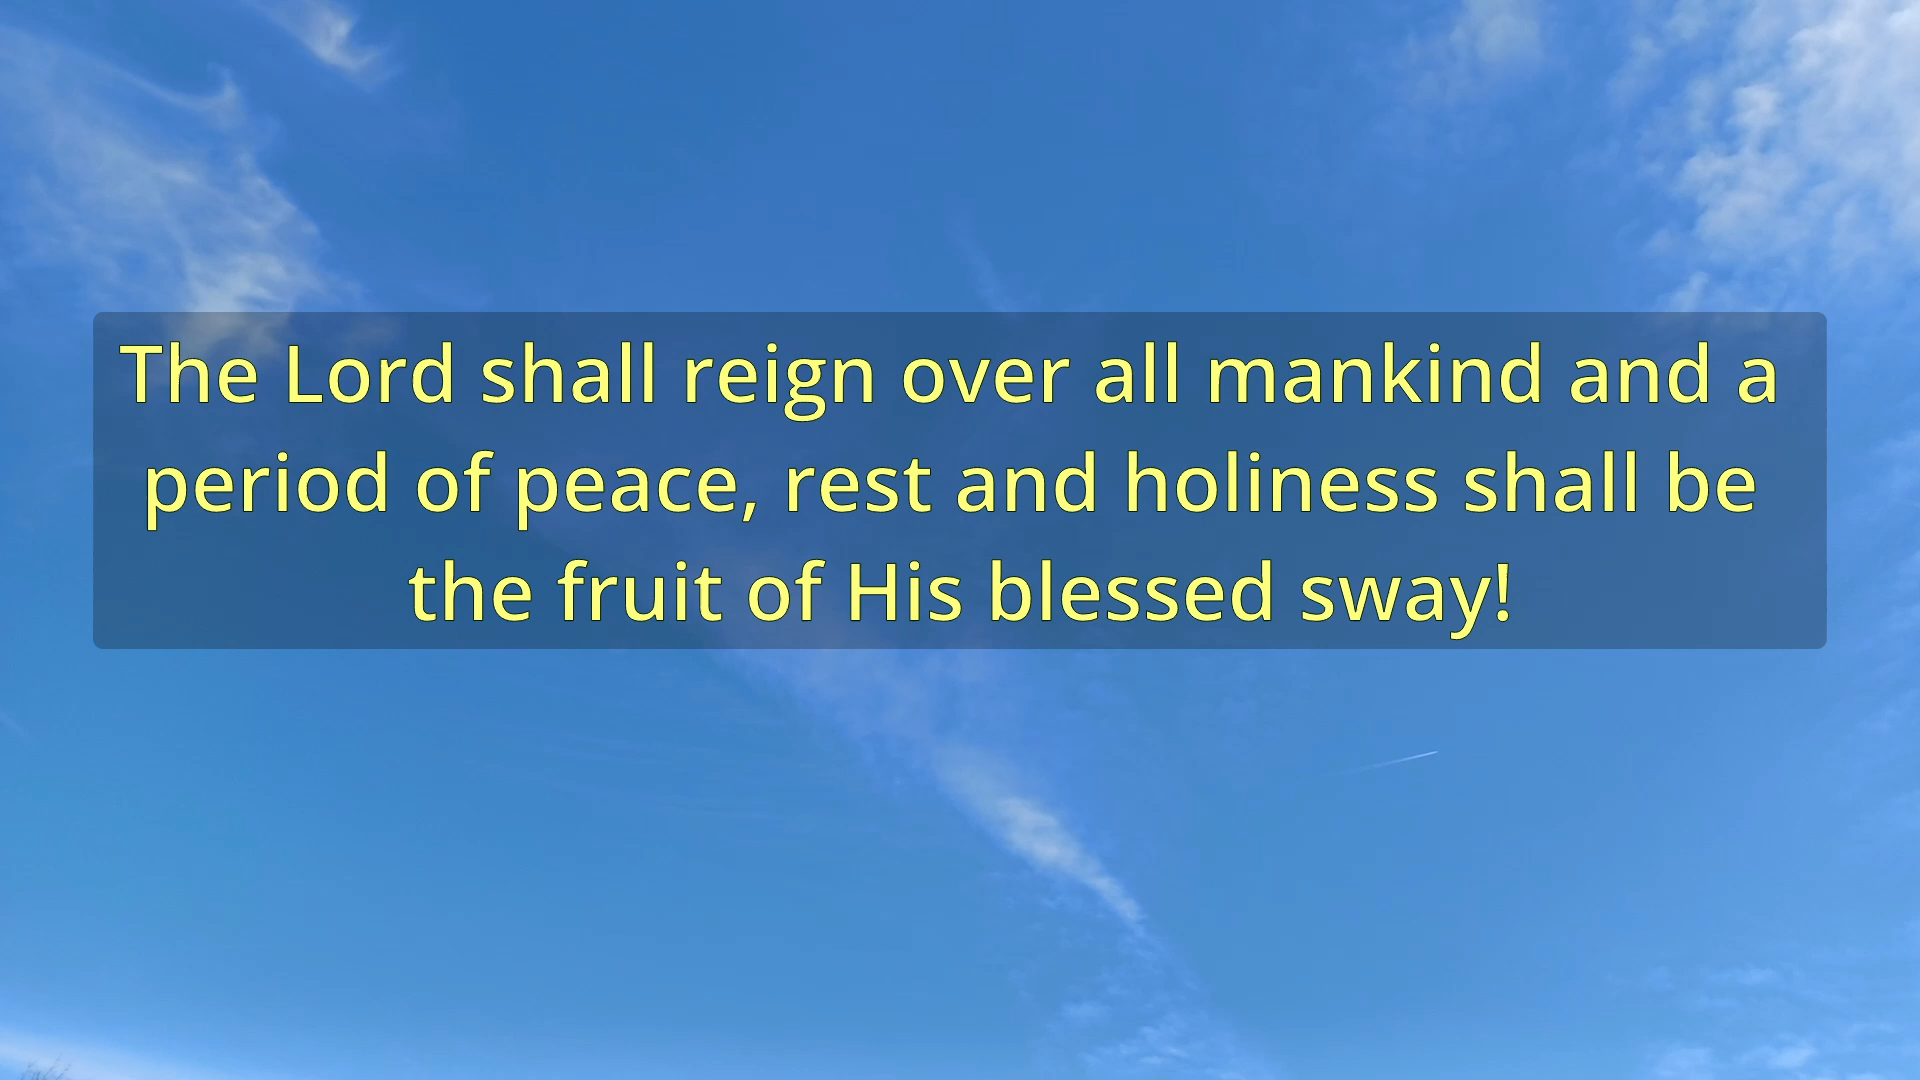 The Lord shall reign over all mankind and a
period of peace, rest and holiness shall be
the fruit of His blessed sway!